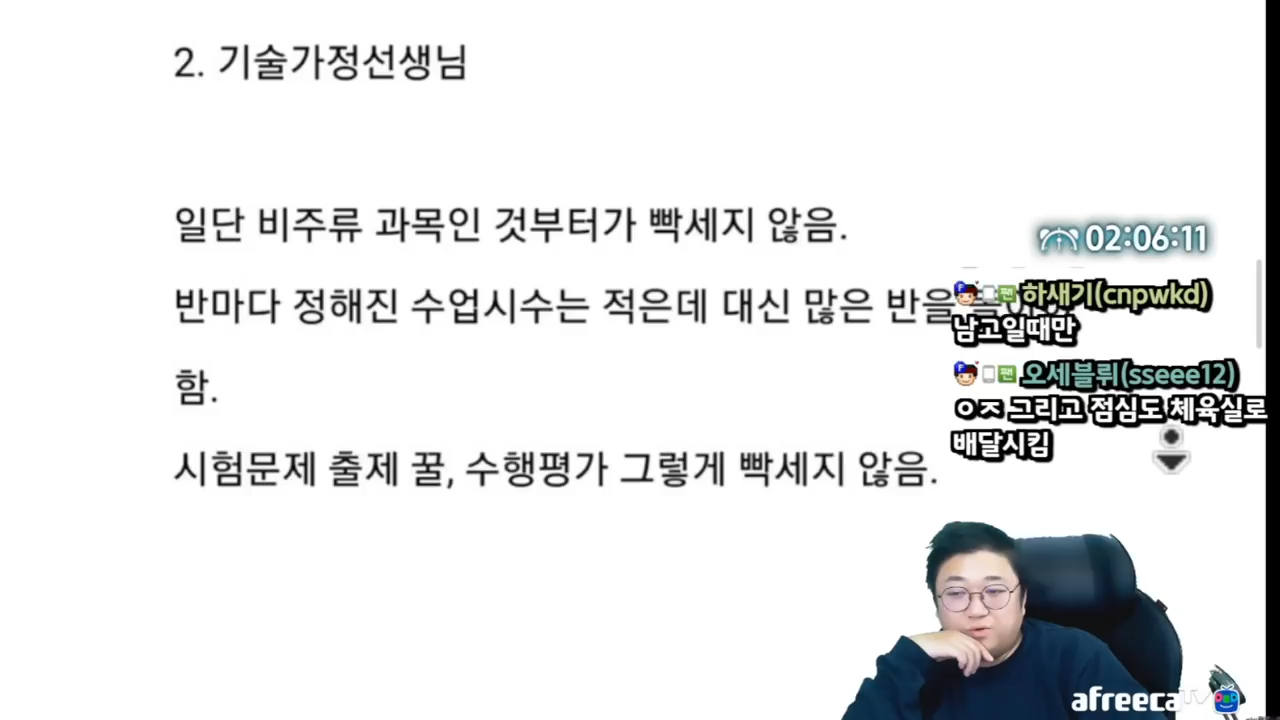 2. 기술가정선생님
일단 비주류 과목인 것부터가 빡세지 않음.
반마다 정해진 수업시수는 적은데 대신 많은 반을
함.
시험문제 출제 꿀, 수행평가 그렇게 빡세지 않음.
02:06:11
F 팬 하새기(cnpwkd)
남고일때만
F 팬 오세블뤼(sseee12)
ㅇㅈ 그리고 점심도 체육실로
배달시킴
afreecaTV